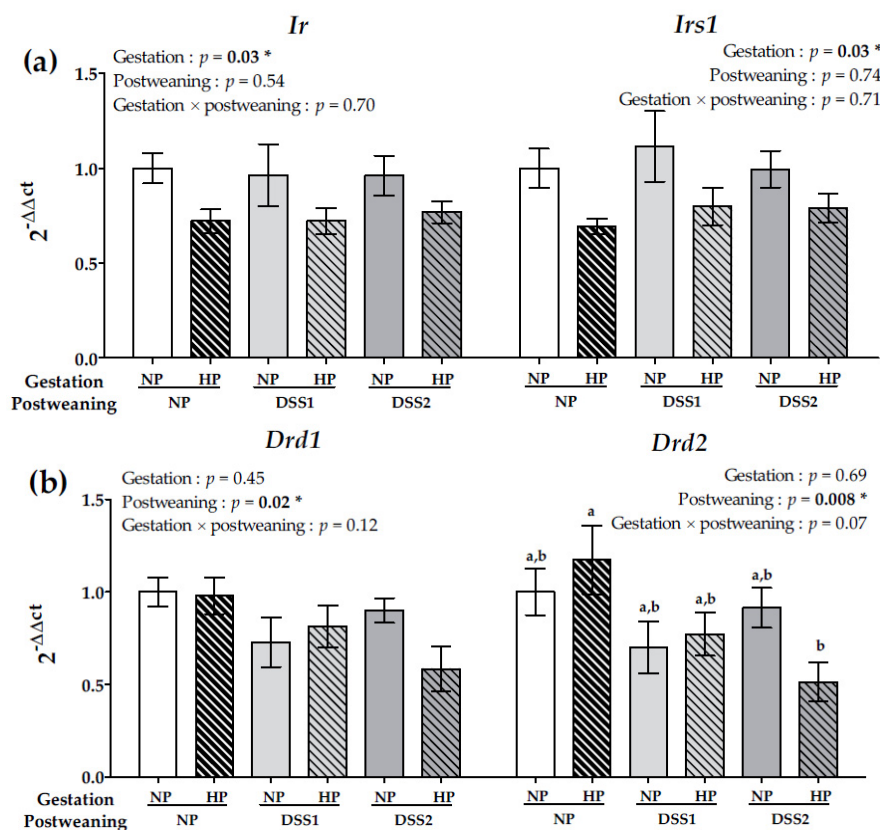 Ir
Irs1
(a)
Gestation : p = 0.03 *
Postweaning : p = 0.54
Gestation × postweaning : p = 0.70
Gestation : p = 0.03 *
Postweaning : p = 0.74
Gestation × postweaning : p = 0.71
1.5
1.0
0.5
0.0
2^-ΔΔct
Gestation NP HP NP HP NP HP NP HP NP HP NP HP
Postweaning NP DSS1 DSS2 NP DSS1 DSS2
Drd1
Drd2
(b)
Gestation : p = 0.45
Postweaning : p = 0.02 *
Gestation × postweaning : p = 0.12
Gestation : p = 0.69
Postweaning : p = 0.008 *
Gestation × postweaning : p = 0.07
1.5
1.0
0.5
0.0
2^-ΔΔct
a,b
a
a,b
a,b
a,b
b
Gestation NP HP NP HP NP HP NP HP NP HP NP HP
Postweaning NP DSS1 DSS2 NP DSS1 DSS2